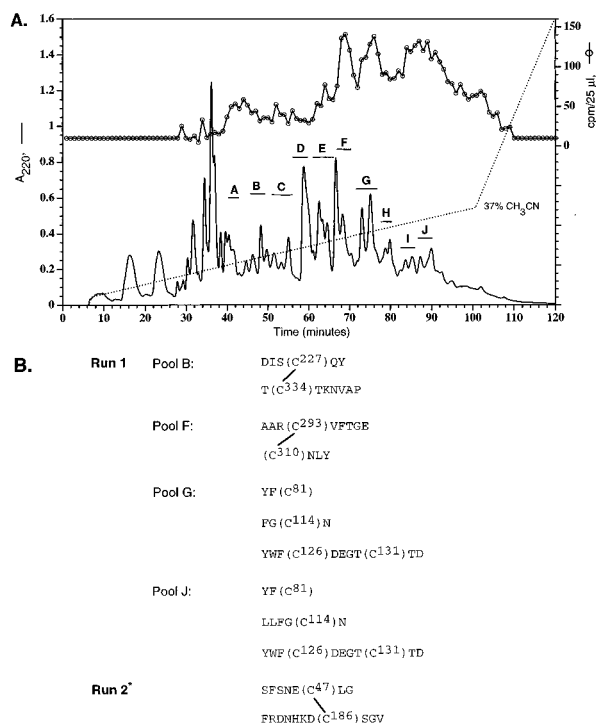 A.
1.6
1.4
1.2
1
0.8
0.6
0.4
0.2
0
A220,
150
100
50
0
cpm/25 µl,
A B C D E F G H I J
37% CH3CN
0 10 20 30 40 50 60 70 80 90 100 110 120
Time (minutes)
B.
Run 1 Pool B: DIS(C227)QY
T(C334)TKNVAP
Pool F: AAR(C293)VFTGE
(C310)NLY
Pool G: YF(C81)
FG(C114)N
YWF(C126)DEGT(C131)TD
Pool J: YF(C81)
LLFG(C114)N
YWF(C126)DEGT(C131)TD
Run 2* SFSNE(C47)LG
FRDNHKD(C186)SGV